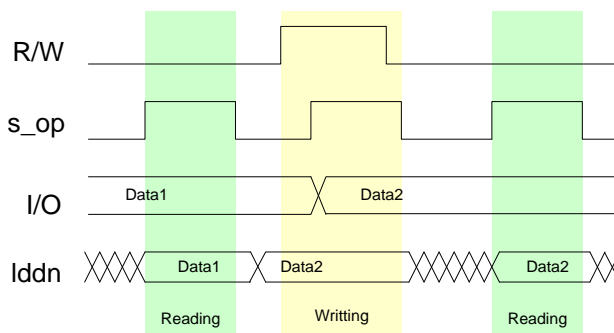 R/W
s_op
I/O
Data1
Data2
Iddn
Data1
Data2
Data2
Reading
Writting
Reading